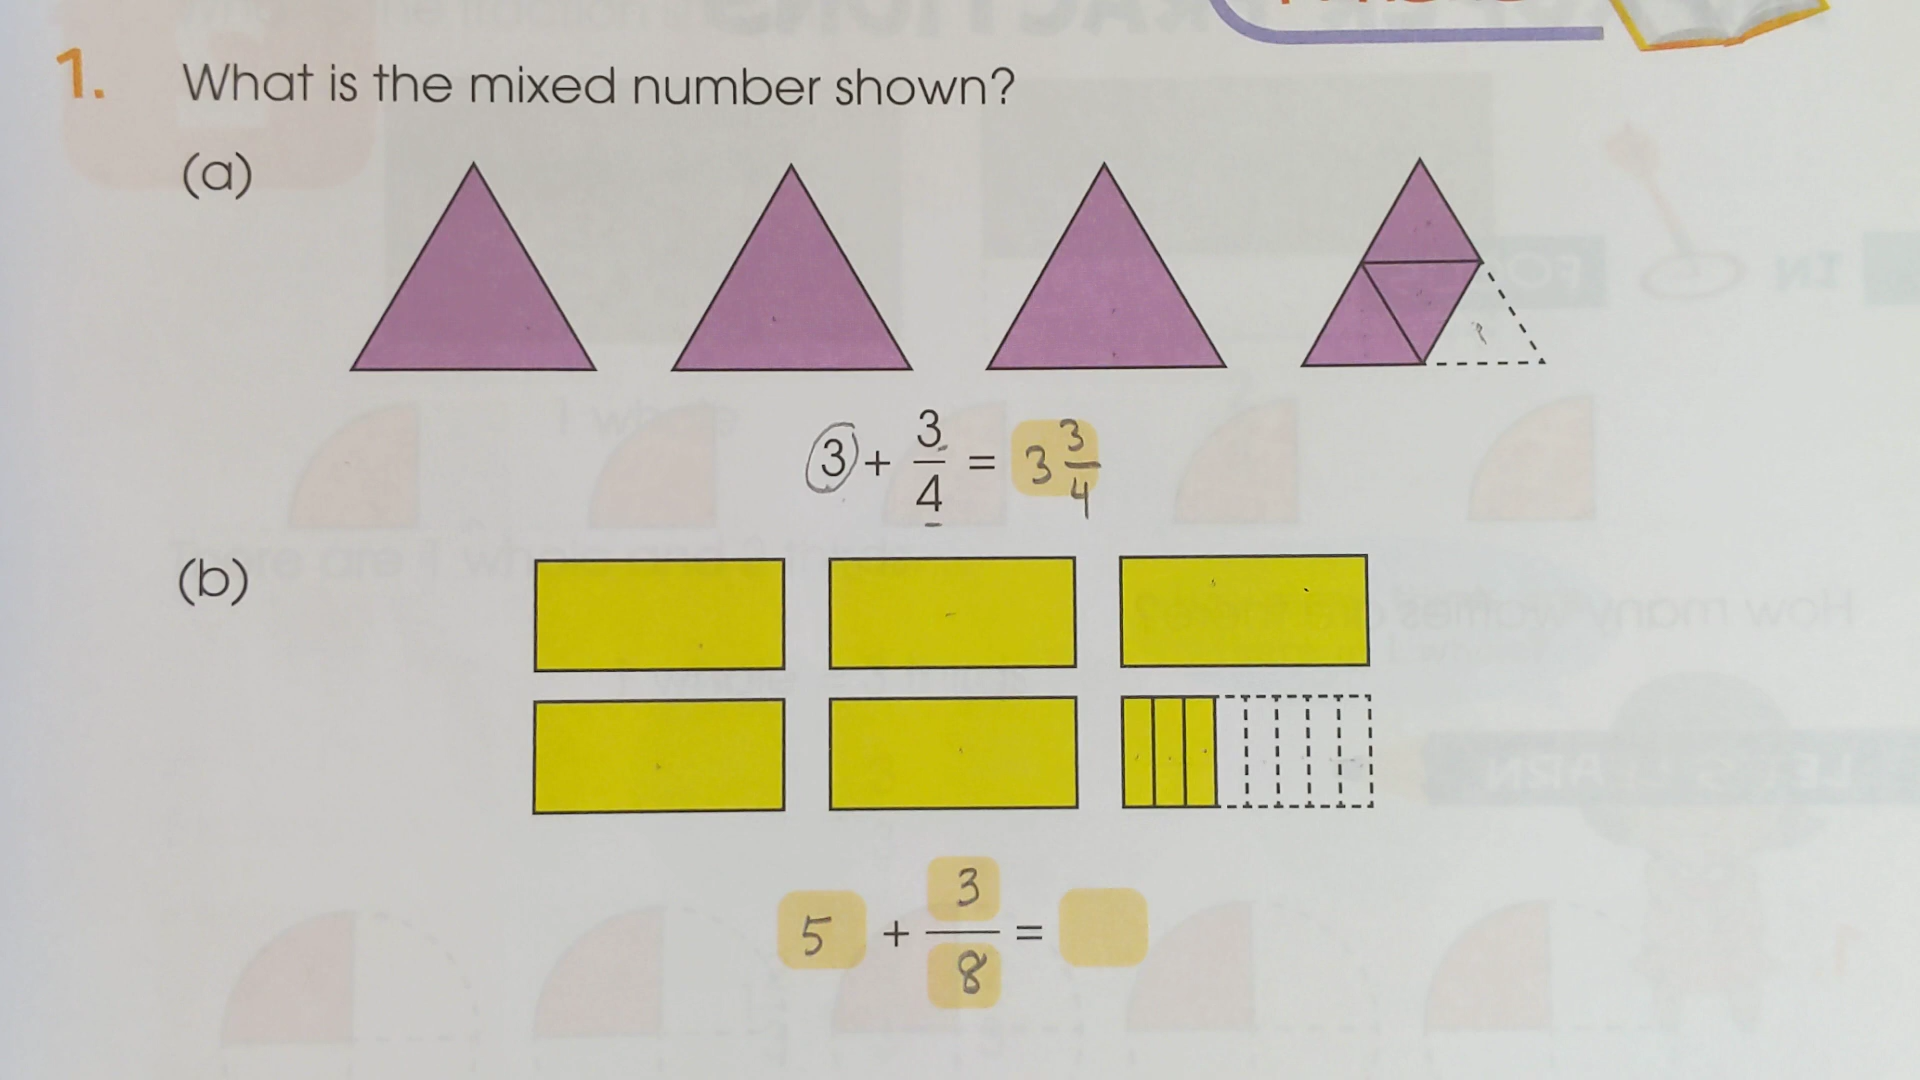 1. What is the mixed number shown?
(a)
3 + 3/4 = 3 3/4
(b)
5 + 3/8 =